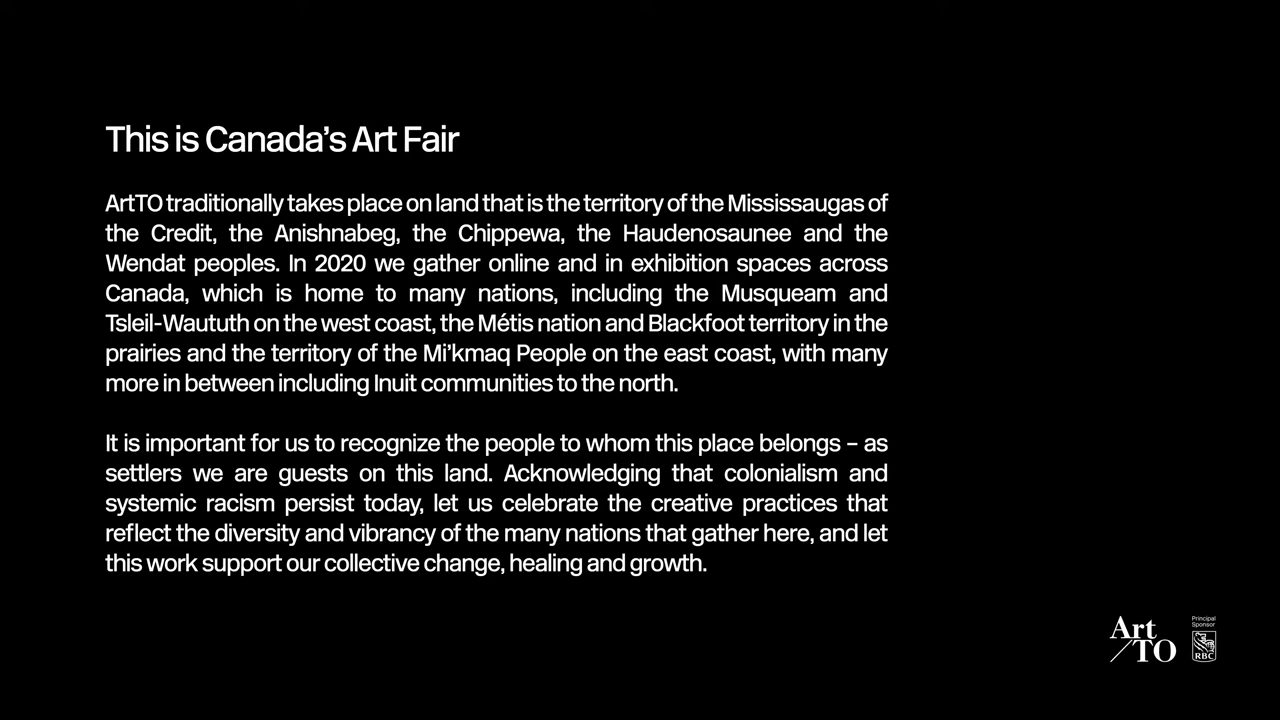 This is Canada’s Art Fair
ArtTO traditionally takes place on land that is the territory of the Mississaugas of
the Credit, the Anishnabeg, the Chippewa, the Haudenosaunee and the
Wendat peoples. In 2020 we gather online and in exhibition spaces across
Canada, which is home to many nations, including the Musqueam and
Tsleil-Waututh on the west coast, the Métis nation and Blackfoot territory in the
prairies and the territory of the Mi’kmaq People on the east coast, with many
more in between including Inuit communities to the north.
It is important for us to recognize the people to whom this place belongs – as
settlers we are guests on this land. Acknowledging that colonialism and
systemic racism persist today, let us celebrate the creative practices that
reflect the diversity and vibrancy of the many nations that gather here, and let
this work support our collective change, healing and growth.
Art
/TO
Principal
Sponsor
RBC